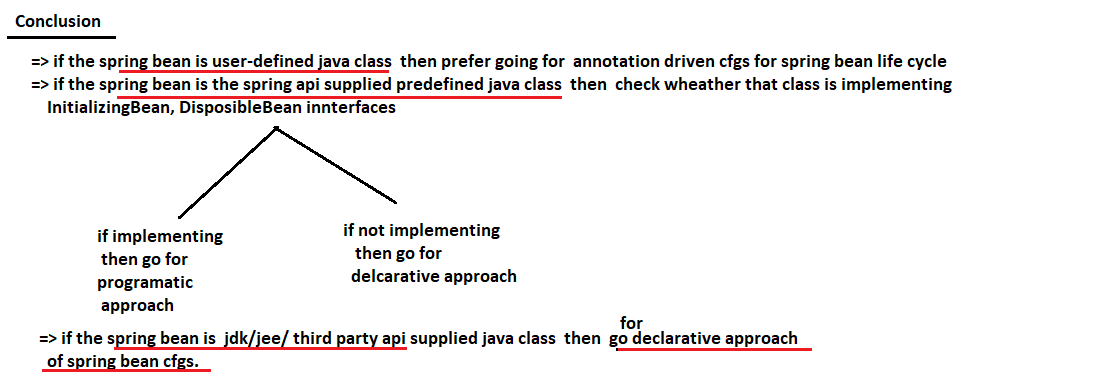 Conclusion
=> if the spring bean is user-defined java class then prefer going for annotation driven cfgs for spring bean life cycle
=> if the spring bean is the spring api supplied predefined java class then check wheather that class is implementing
InitializingBean, DisposibleBean innterfaces
if implementing
then go for
programatic
approach
if not implementing
then go for
delcarative approach
for
=> if the spring bean is jdk/jee/ third party api supplied java class then go declarative approach
of spring bean cfgs.